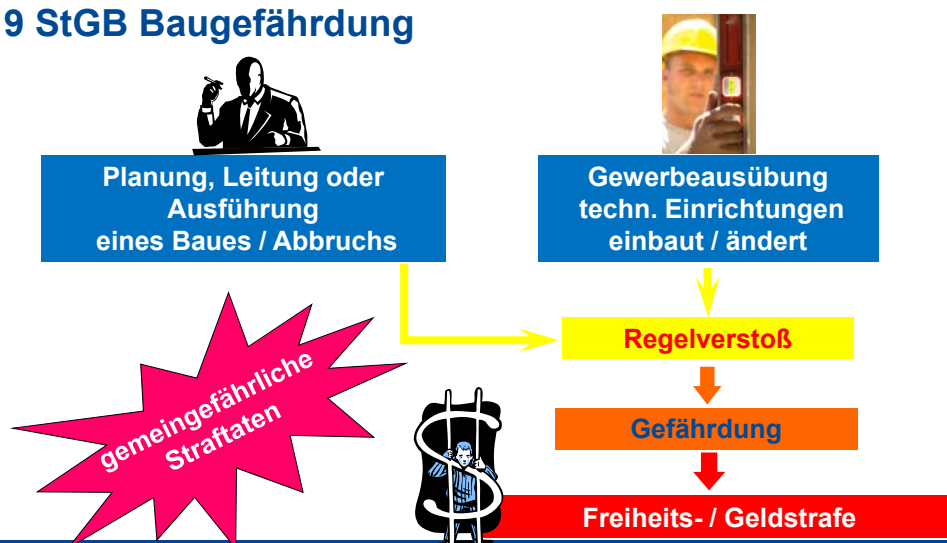 9 StGB Baugefährdung
Planung, Leitung oder
Ausführung
eines Baues / Abbruchs
Gewerbeausübung
techn. Einrichtungen
einbaut / ändert
Regelverstoß
gemeingefährliche
Straftaten
Gefährdung
Freiheits- / Geldstrafe